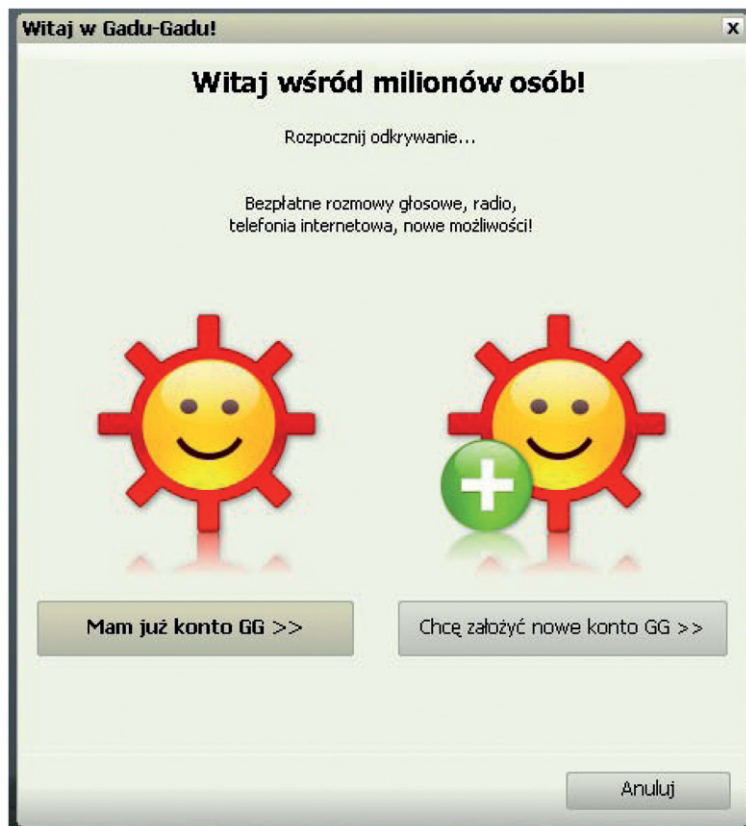 Witaj w Gadu-Gadu!
x
Witaj wśród milionów osób!
Rozpocznij odkrywanie...
Bezpłatne rozmowy głosowe, radio,
telefonia internetowa, nowe możliwości!
Mam już konto GG >>
Chcę założyć nowe konto GG >>
Anuluj